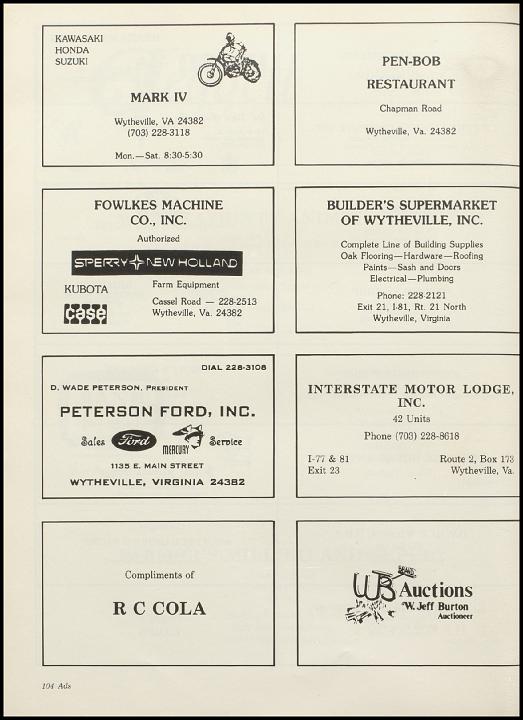 KAWASAKI
HONDA
SUZUKI
MARK IV
Wytheville, VA 24382
(703) 228-3118
Mon.—Sat. 8:30-5:30
PEN-BOB
RESTAURANT
Chapman Road
Wytheville, Va. 24382
FOWLKES MACHINE
CO., INC.
Authorized
SPERRY NEW HOLLAND
KUBOTA
Farm Equipment
case
Cassel Road — 228-2513
Wytheville, Va. 24382
BUILDER'S SUPERMARKET
OF WYTHEVILLE, INC.
Complete Line of Building Supplies
Oak Flooring—Hardware—Roofing
Paints—Sash and Doors
Electrical—Plumbing
Phone: 228-2121
Exit 21, I-81, Rt. 21 North
Wytheville, Virginia
DIAL 228-3108
D. WADE PETERSON, PRESIDENT
PETERSON FORD, INC.
Sales Ford MERCURY Service
1135 E. MAIN STREET
WYTHEVILLE, VIRGINIA 24382
INTERSTATE MOTOR LODGE,
INC.
42 Units
Phone (703) 228-8618
I-77 & 81 Route 2, Box 173
Exit 23 Wytheville, Va.
Compliments of
R C COLA
WJB Auctions
W. Jeff Burton
Auctioneer
104 Ads